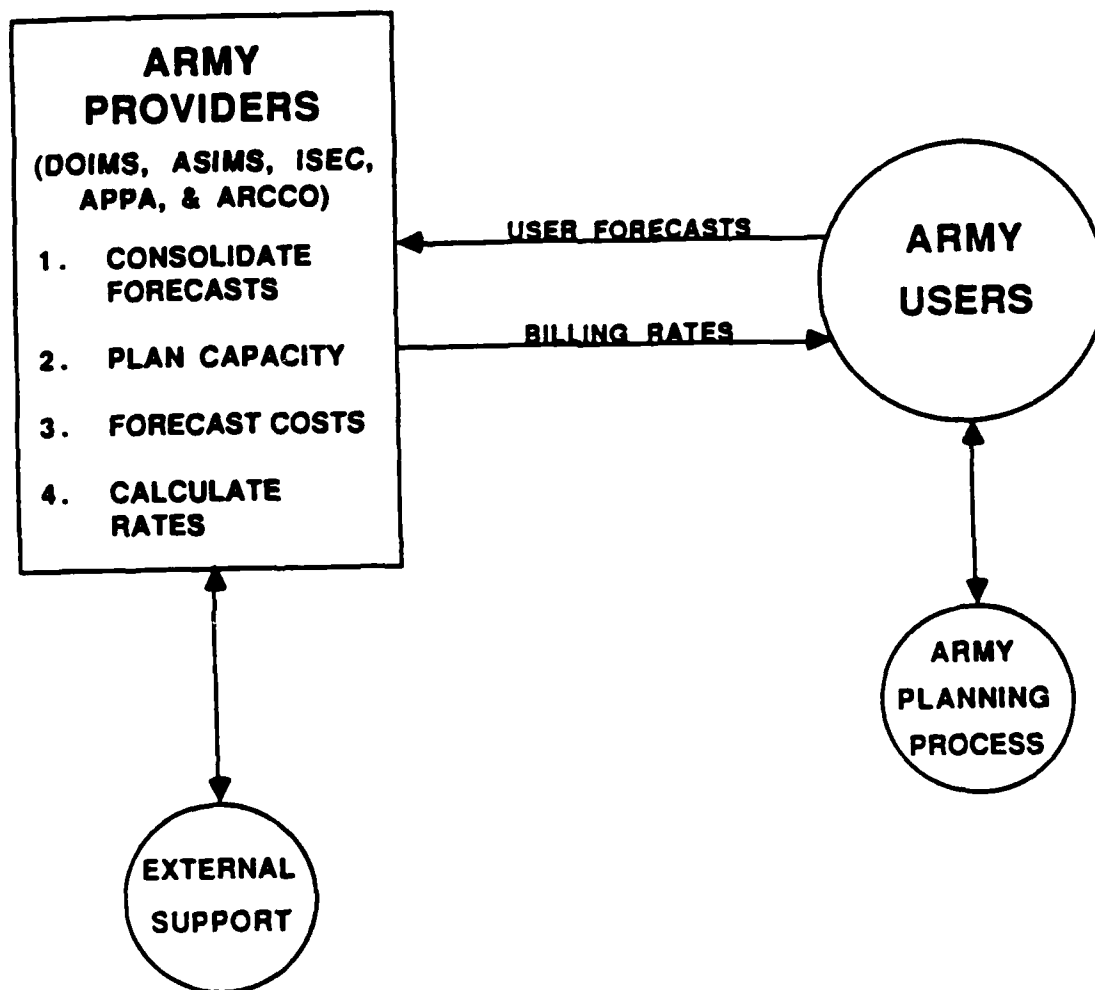 ARMY
PROVIDERS
(DOIMS, ASIMS, ISEC,
APPA, & ARCCO)
1. CONSOLIDATE
FORECASTS
2. PLAN CAPACITY
3. FORECAST COSTS
4. CALCULATE
RATES
USER FORECASTS
BILLING RATES
ARMY
USERS
ARMY
PLANNING
PROCESS
EXTERNAL
SUPPORT